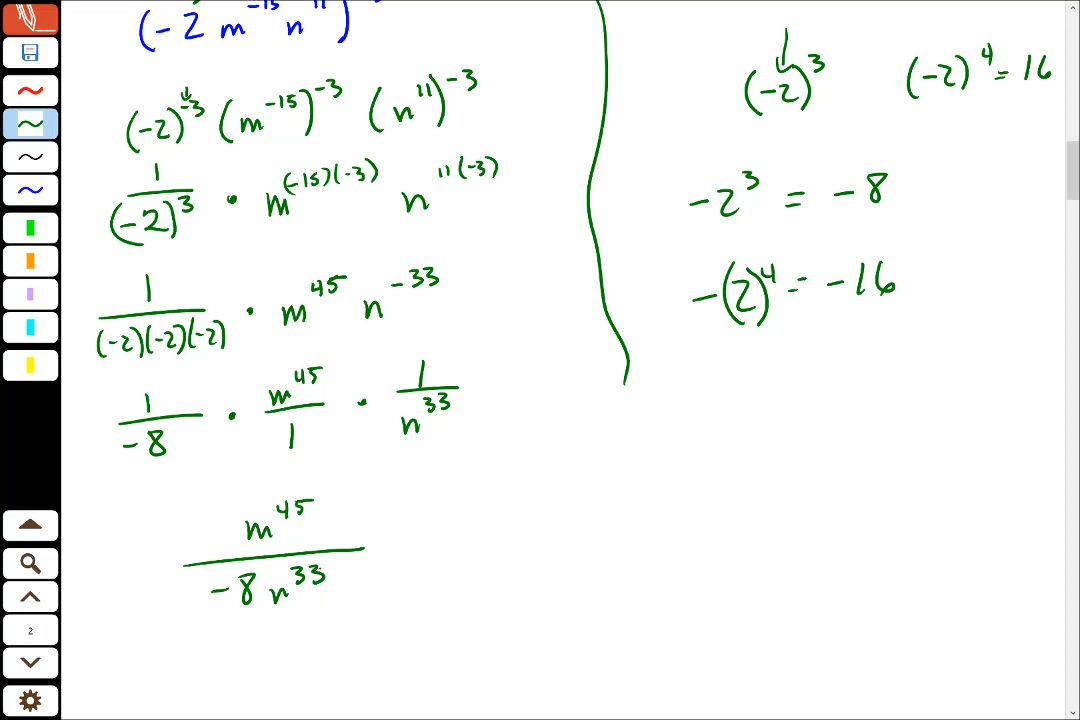 (-2 m^-15 n^11)
(-2)^-3 (m^-15)^-3 (n^11)^-3
1/(-2)^3 · m^(-15)(-3) n^11(-3)
1/(-2)(-2)(-2) · m^45 n^-33
1/-8 · m^45/1 · 1/n^33
m^45/-8 n^33
(-2)^3 (-2)^4 = 16
-2^3 = -8
-(2)^4 = -16
2